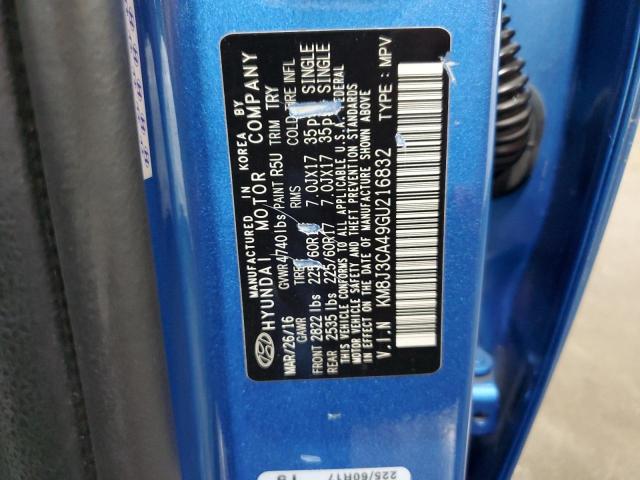 MANUFACTURED IN KOREA BY
HYUNDAI MOTOR COMPANY
MAR/26/16 GVWR 4740lbs/PAINT R5U TRIM TRY
GAWR TIRE RIMS COLD TIRE INFL
FRONT 2822 lbs 225/60R17 7.0JX17 35psi SINGLE
REAR 2535 lbs 225/60R17 7.0JX17 35psi SINGLE
THIS VEHICLE CONFORMS TO ALL APPLICABLE U.S.A. FEDERAL
MOTOR VEHICLE SAFETY AND THEFT PREVENTION STANDARDS
IN EFFECT ON THE DATE OF MANUFACTURE SHOWN ABOVE
V.I.N KM8J3CA49GU216832 TYPE : MPV
225/60R17